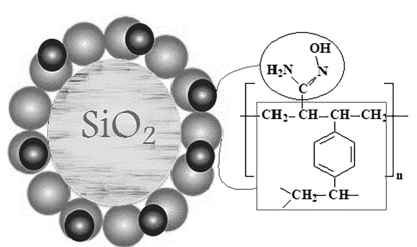 OH
H₂N
N
C
SiO₂
CH₂—CH—CH—CH₂
n
CH₂ CH